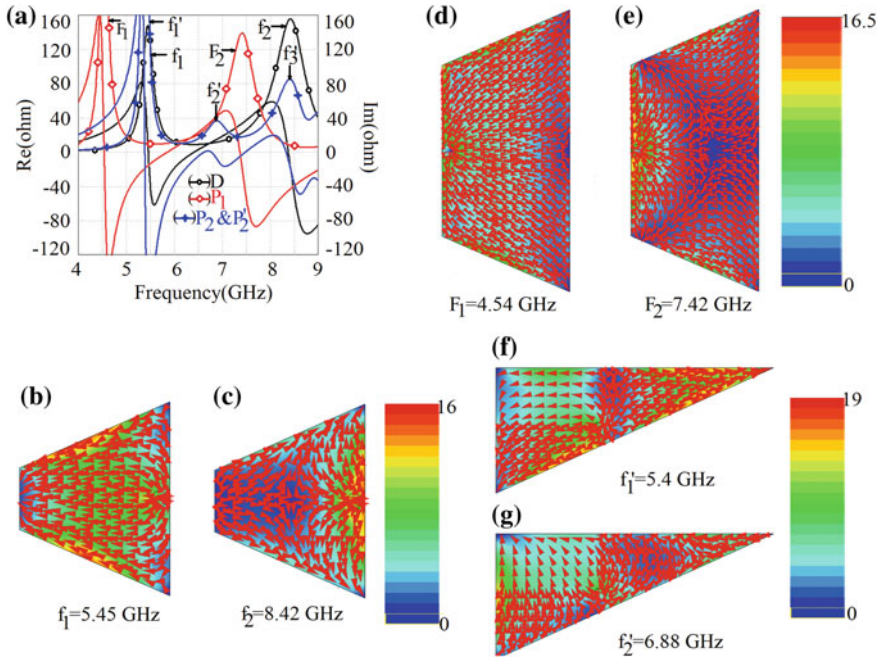 (a)
160
120
80
40
0
-40
-80
-120
Re(ohm)
160
120
80
40
0
-40
-80
-120
Im(ohm)
F₁
f₁'
f₁
F₂
f₂'
f₂
f₃'
(—)D
(—)P₁
(—)P₂ & P₂'
4 5 6 7 8 9
Frequency(GHz)
(d)
F₁=4.54 GHz
(e)
F₂=7.42 GHz
16.5
0
(b)
f₁=5.45 GHz
(c)
f₂=8.42 GHz
16
0
(f)
f₁'=5.4 GHz
(g)
f₂'=6.88 GHz
19
0